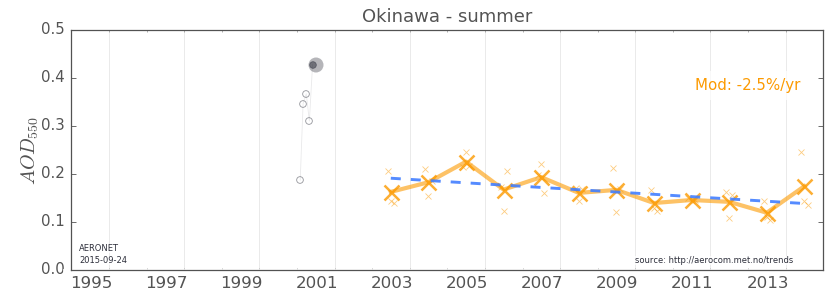 Okinawa - summer
0.5
0.4
0.3
0.2
0.1
0.0
AOD550
Mod: -2.5%/yr
AERONET
2015-09-24
source: http://aerocom.met.no/trends
1995 1997 1999 2001 2003 2005 2007 2009 2011 2013